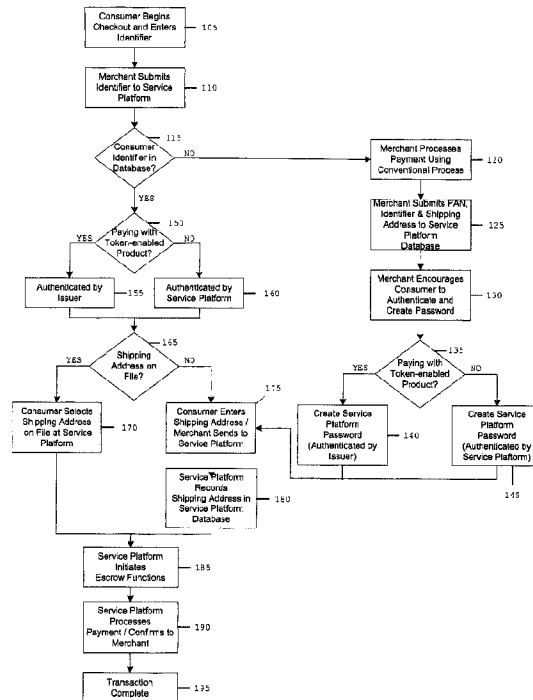 Consumer Begins
Checkout and Enters
Identifier
105
Merchant Submits
Identifier to Service
Platform
110
115
Consumer
Identifier in
Database?
NO
YES
Merchant Processes
Payment Using
Conventional Process
120
Merchant Submits PAN,
Identifier & Shipping
Address to Service
Platform
Database
125
Merchant Encourages
Consumer to
Authenticate and
Create Password
130
150
YES
Paying with
Token-enabled
Product?
NO
Authenticated by
Issuer
155
Authenticated by
Service Platform
160
135
YES
Paying with
Token-enabled
Product?
NO
165
YES
Shipping
Address on
File?
NO
175
Consumer Selects
Shipping Address
on File at Service
Platform
170
Consumer Enters
Shipping Address /
Merchant Sends to
Service Platform
Create Service
Platform
Password
(Authenticated by
Issuer)
140
Create Service
Platform
Password
(Authenticated by
Service Platform)
145
Service Platform
Records
Shipping Address in
Service Platform
Database
180
Service Platform
Initiates
Escrow Functions
185
Service Platform
Processes
Payment / Confirms to
Merchant
190
Transaction
Complete
195